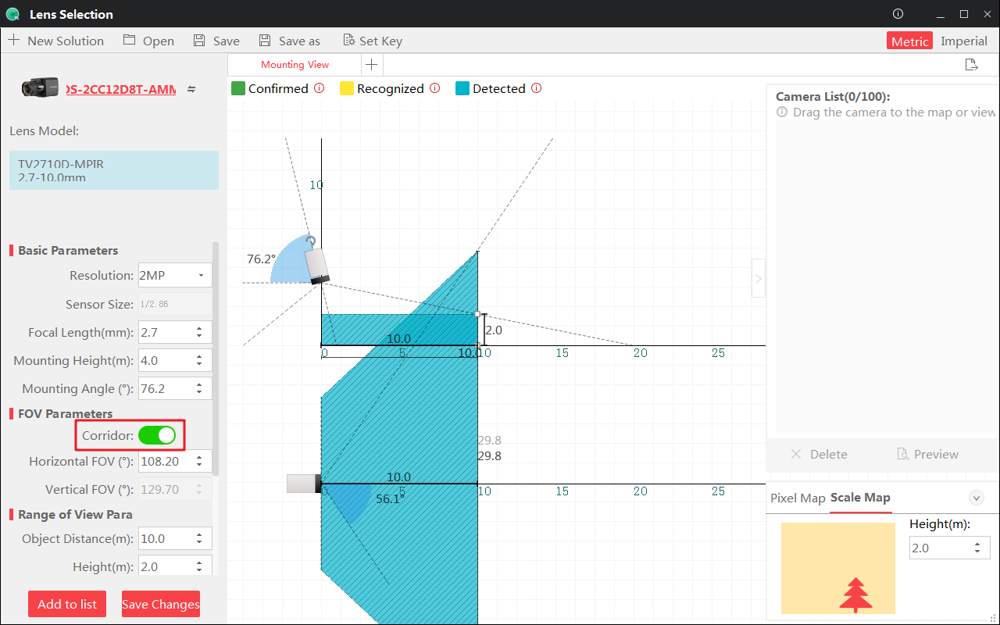 Lens Selection
New Solution Open Save Save as Set Key Metric Imperial
Mounting View
DS-2CC12D8T-AMM
Confirmed Recognized Detected
Camera List(0/100):
Drag the camera to the map or view
Lens Model:
TV2710D-MPIR
2.7-10.0mm
10
76.2°
Basic Parameters
Resolution: 2MP
Sensor Size: 1/2.86
Focal Length(mm): 2.7
Mounting Height(m): 4.0
Mounting Angle (°): 76.2
2.0
10.0
0 5 10.0 10 15 20 25
FOV Parameters
Corridor:
Horizontal FOV (°): 108.20
Vertical FOV (°): 129.70
29.8
29.8
10.0
0 5 10 15 20 25
56.1°
Delete Preview
Range of View Para
Object Distance(m): 10.0
Height(m): 2.0
Pixel Map Scale Map
Height(m):
2.0
Add to list Save Changes